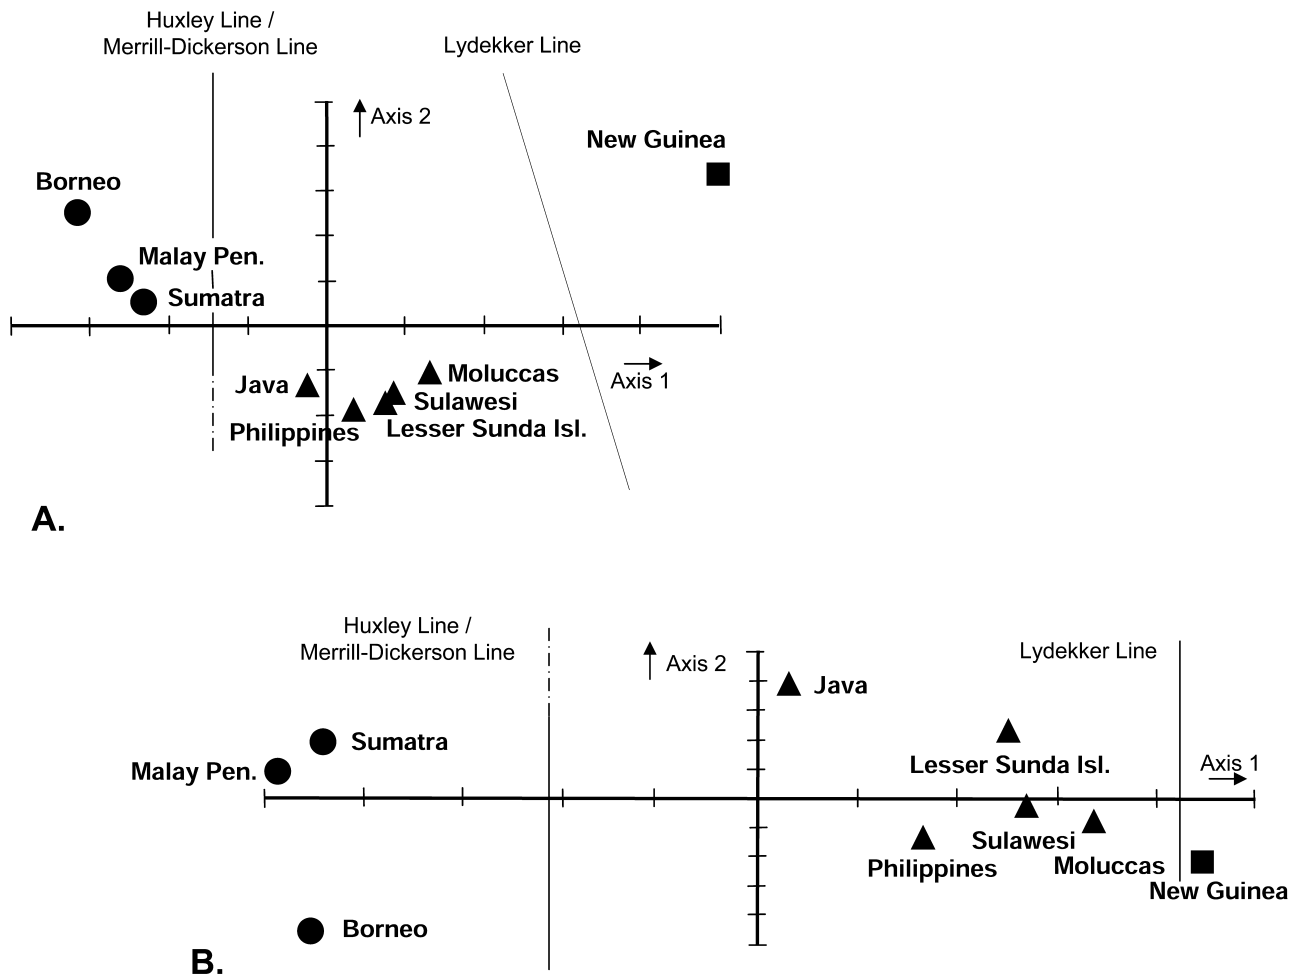 Huxley Line /
Merrill-Dickerson Line
Lydekker Line
Axis 2
New Guinea
Borneo
Malay Pen.
Sumatra
Java
Moluccas
Axis 1
Sulawesi
Philippines
Lesser Sunda Isl.
A.
Huxley Line /
Merrill-Dickerson Line
Lydekker Line
Axis 2
Java
Sumatra
Malay Pen.
Lesser Sunda Isl.
Axis 1
Sulawesi
Philippines
Moluccas
New Guinea
Borneo
B.